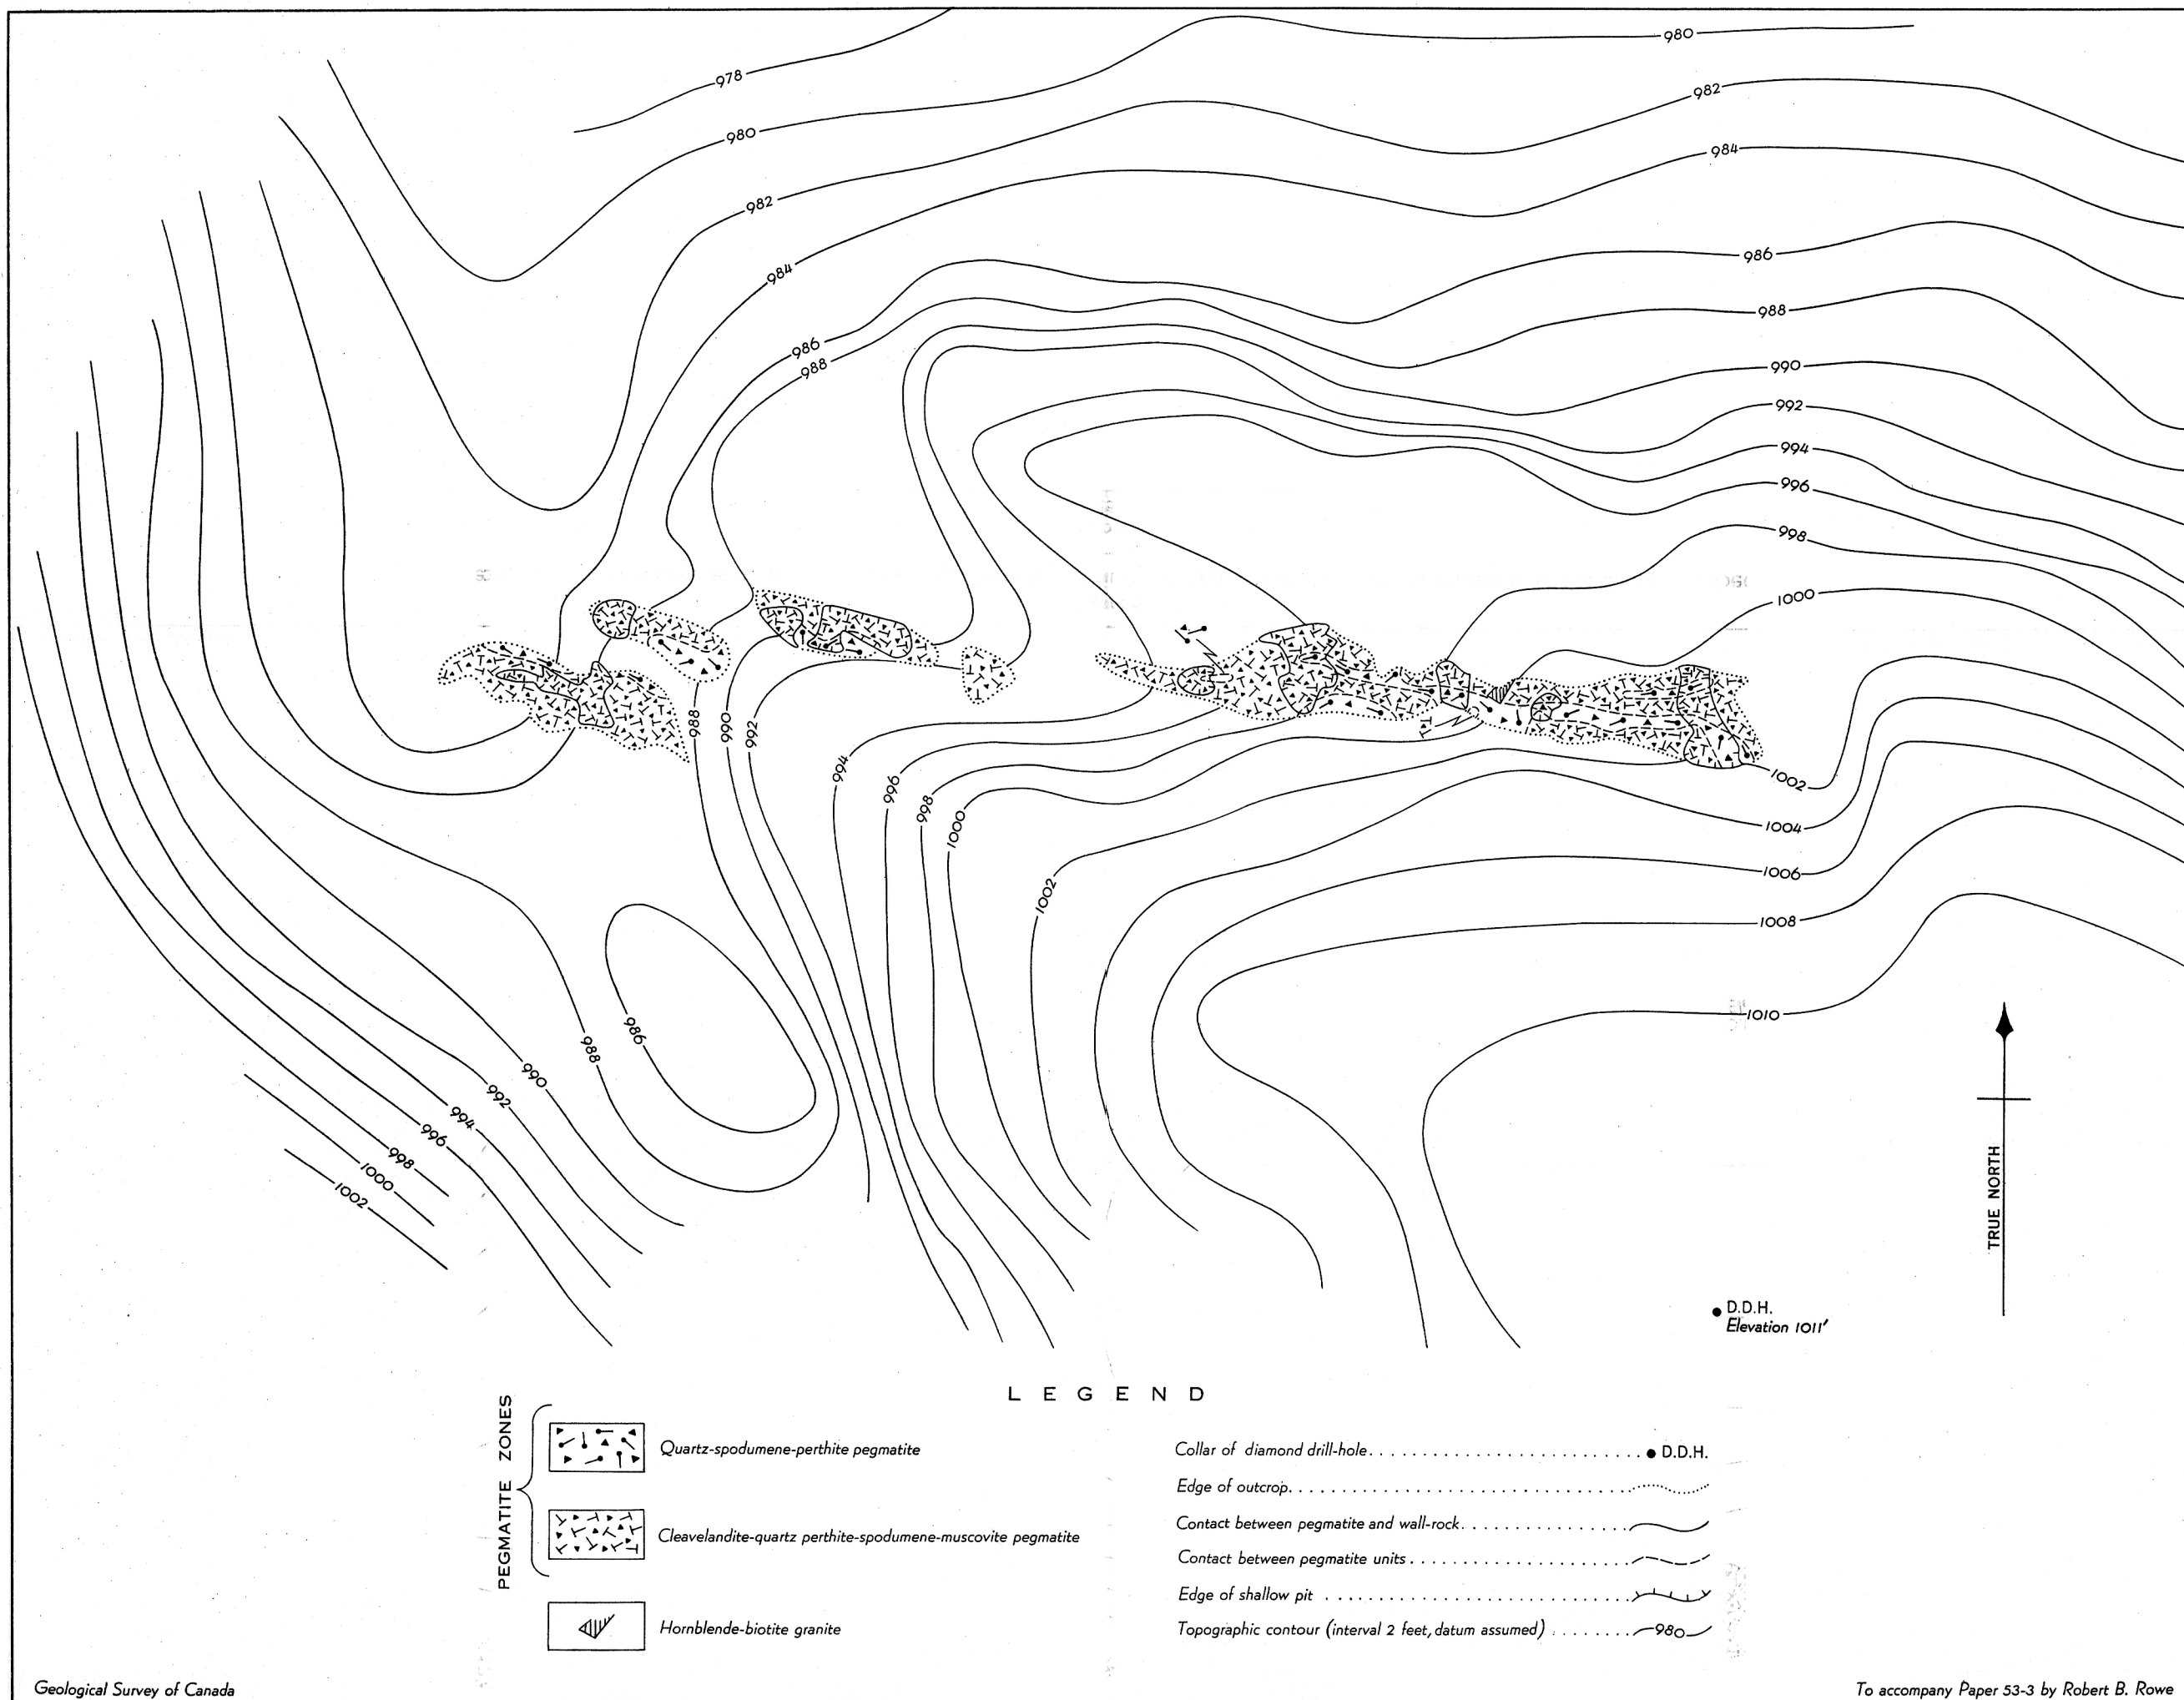 980
978
982
980
984
982
986
984
988
986
988
990
992
994
996
998
1000
988
990
992
994
996
998
1000
1002
1002
1004
1006
1008
1010
986
988
990
992
994
996
998
1000
1002
TRUE NORTH
D.D.H.
Elevation 1011'
LEGEND
PEGMATITE ZONES
Quartz-spodumene-perthite pegmatite
Cleavelandite-quartz perthite-spodumene-muscovite pegmatite
Hornblende-biotite granite
Collar of diamond drill-hole. . . . . . . . . . . . . . . . . . . . . . . . . . ● D.D.H.
Edge of outcrop. . . . . . . . . . . . . . . . . . . . . . . . . . . . . . . .
Contact between pegmatite and wall-rock. . . . . . . . . . . . . . . .
Contact between pegmatite units . . . . . . . . . . . . . . . . . . . . .
Edge of shallow pit . . . . . . . . . . . . . . . . . . . . . . . . . . . . . .
Topographic contour (interval 2 feet, datum assumed) . . . . . . . . 980
Geological Survey of Canada
To accompany Paper 53-3 by Robert B. Rowe